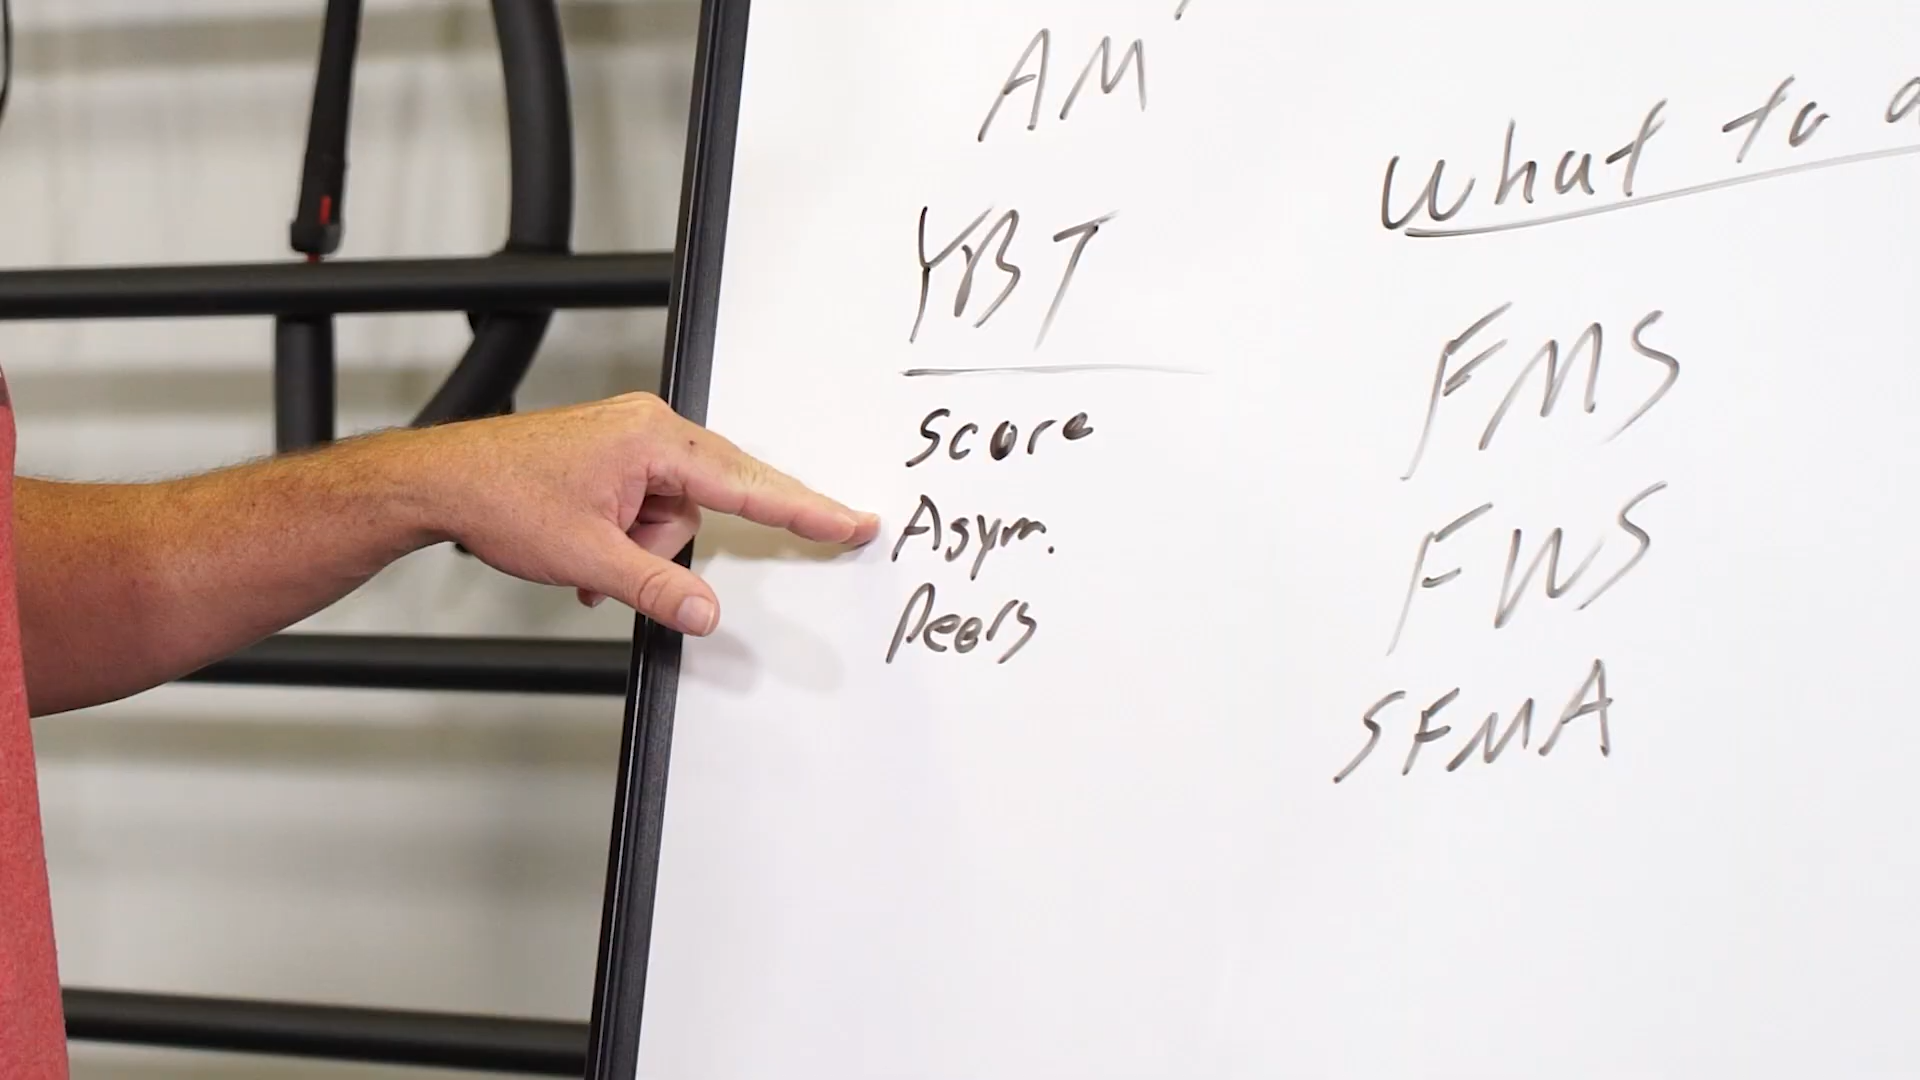 AM
YBT
Score
Asym.
Peers
What to
FMS
FWS
SFMA